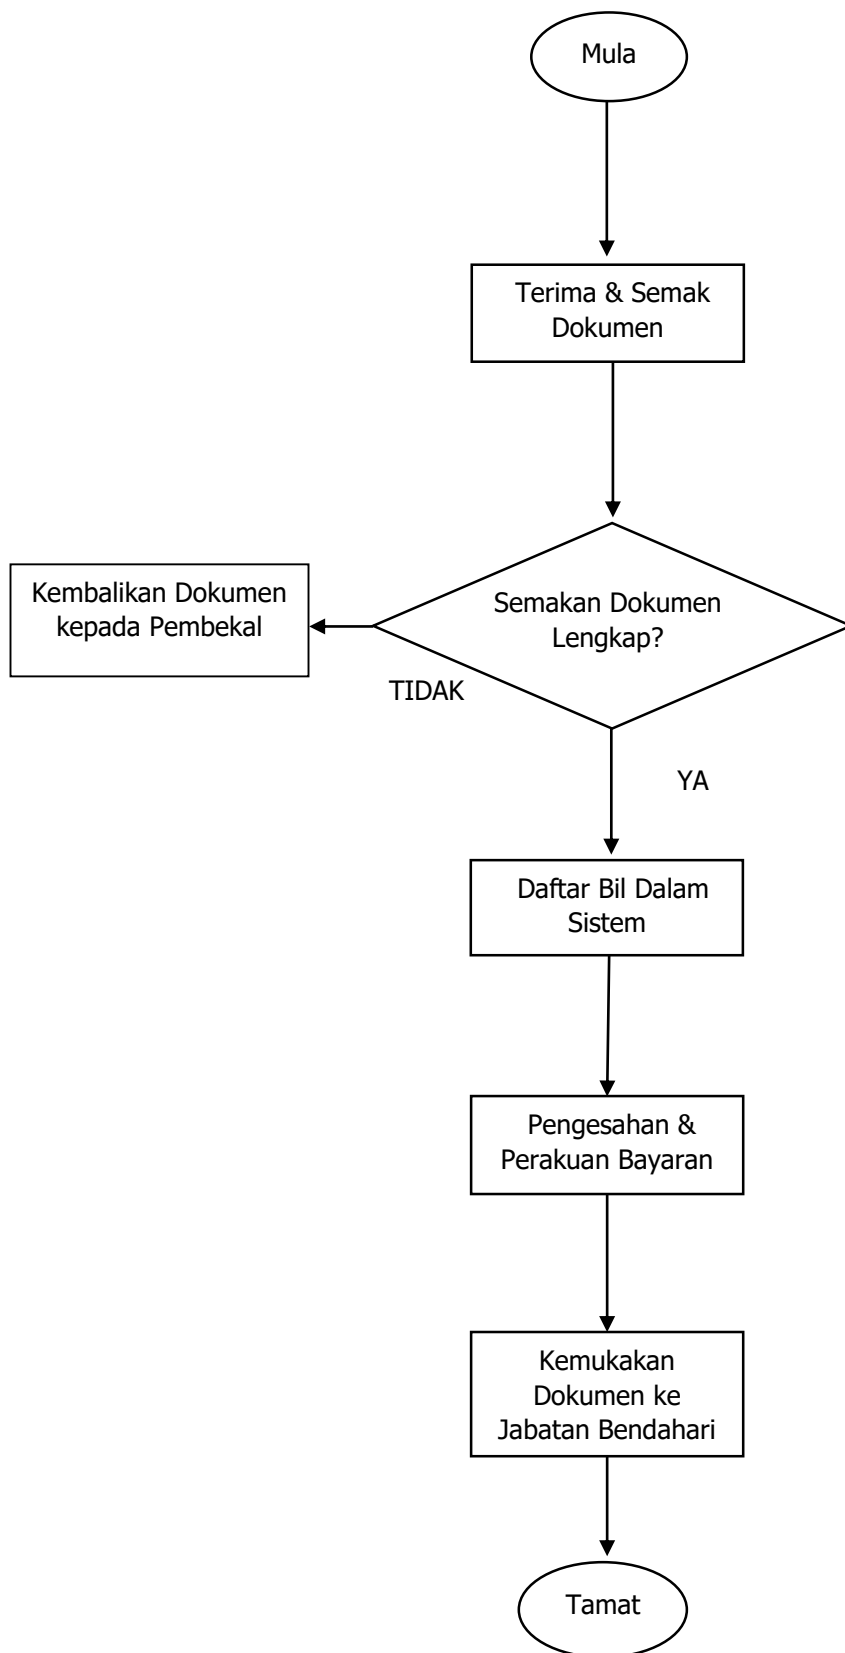 Mula
Terima & Semak
Dokumen
Kembalikan Dokumen
kepada Pembekal
Semakan Dokumen
Lengkap?
TIDAK
YA
Daftar Bil Dalam
Sistem
Pengesahan &
Perakuan Bayaran
Kemukakan
Dokumen ke
Jabatan Bendahari
Tamat